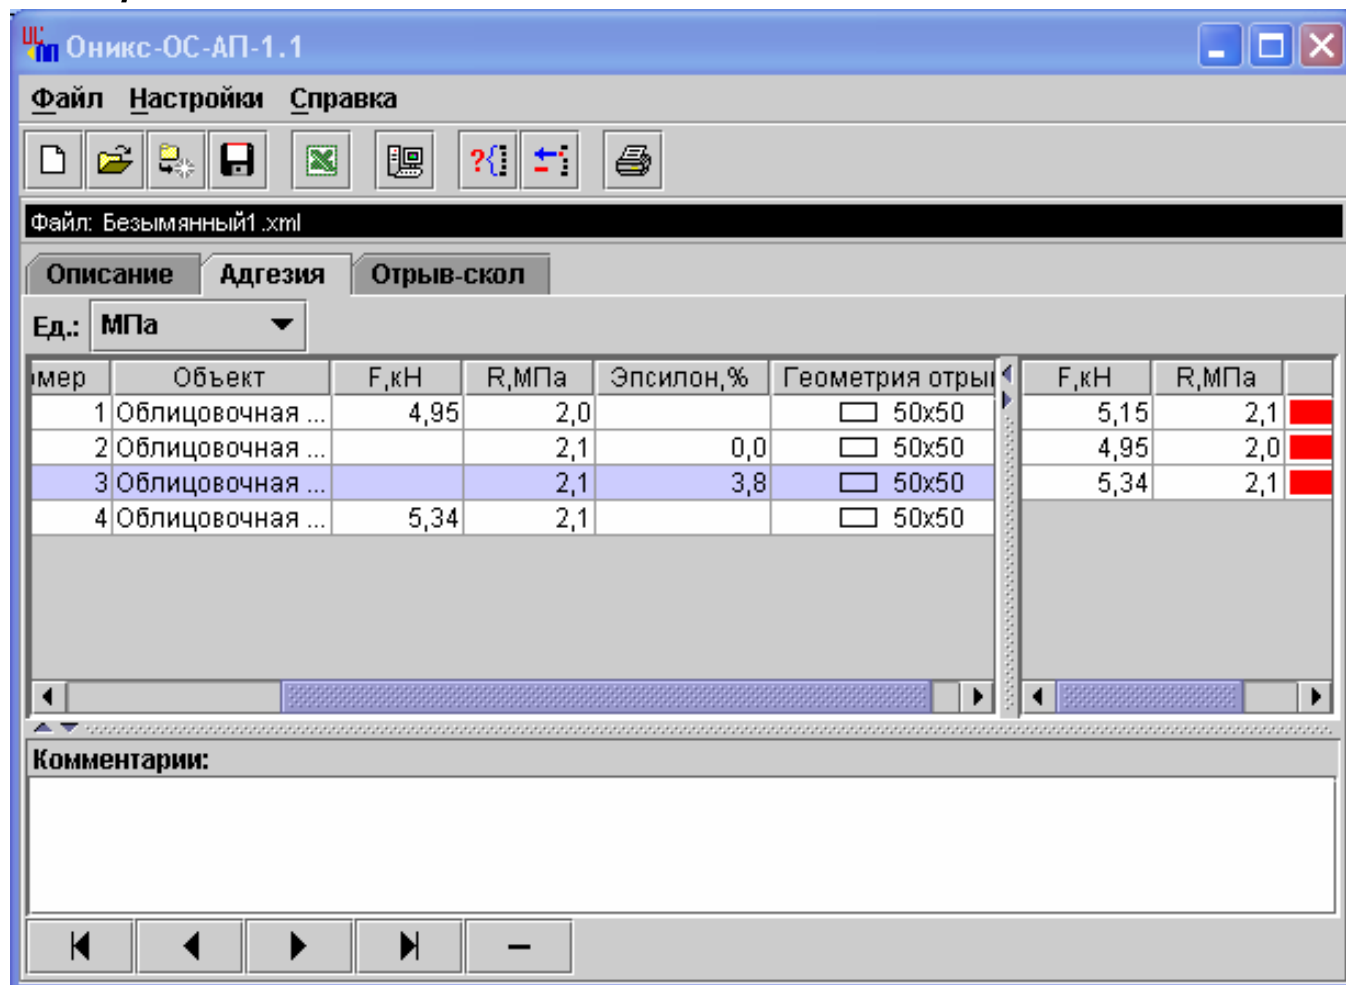 Оникс-ОС-АП-1.1
Файл Настройки Справка
Файл: Безымянный1.xml
Описание Адгезия Отрыв-скол
Ед.: МПа
мер Объект F,кН R,МПа Эпсилон,% Геометрия отры F,кН R,МПа
1 Облицовочная ... 4,95 2,0 50x50 5,15 2,1
2 Облицовочная ... 2,1 0,0 50x50 4,95 2,0
3 Облицовочная ... 2,1 3,8 50x50 5,34 2,1
4 Облицовочная ... 5,34 2,1 50x50
Комментарии: